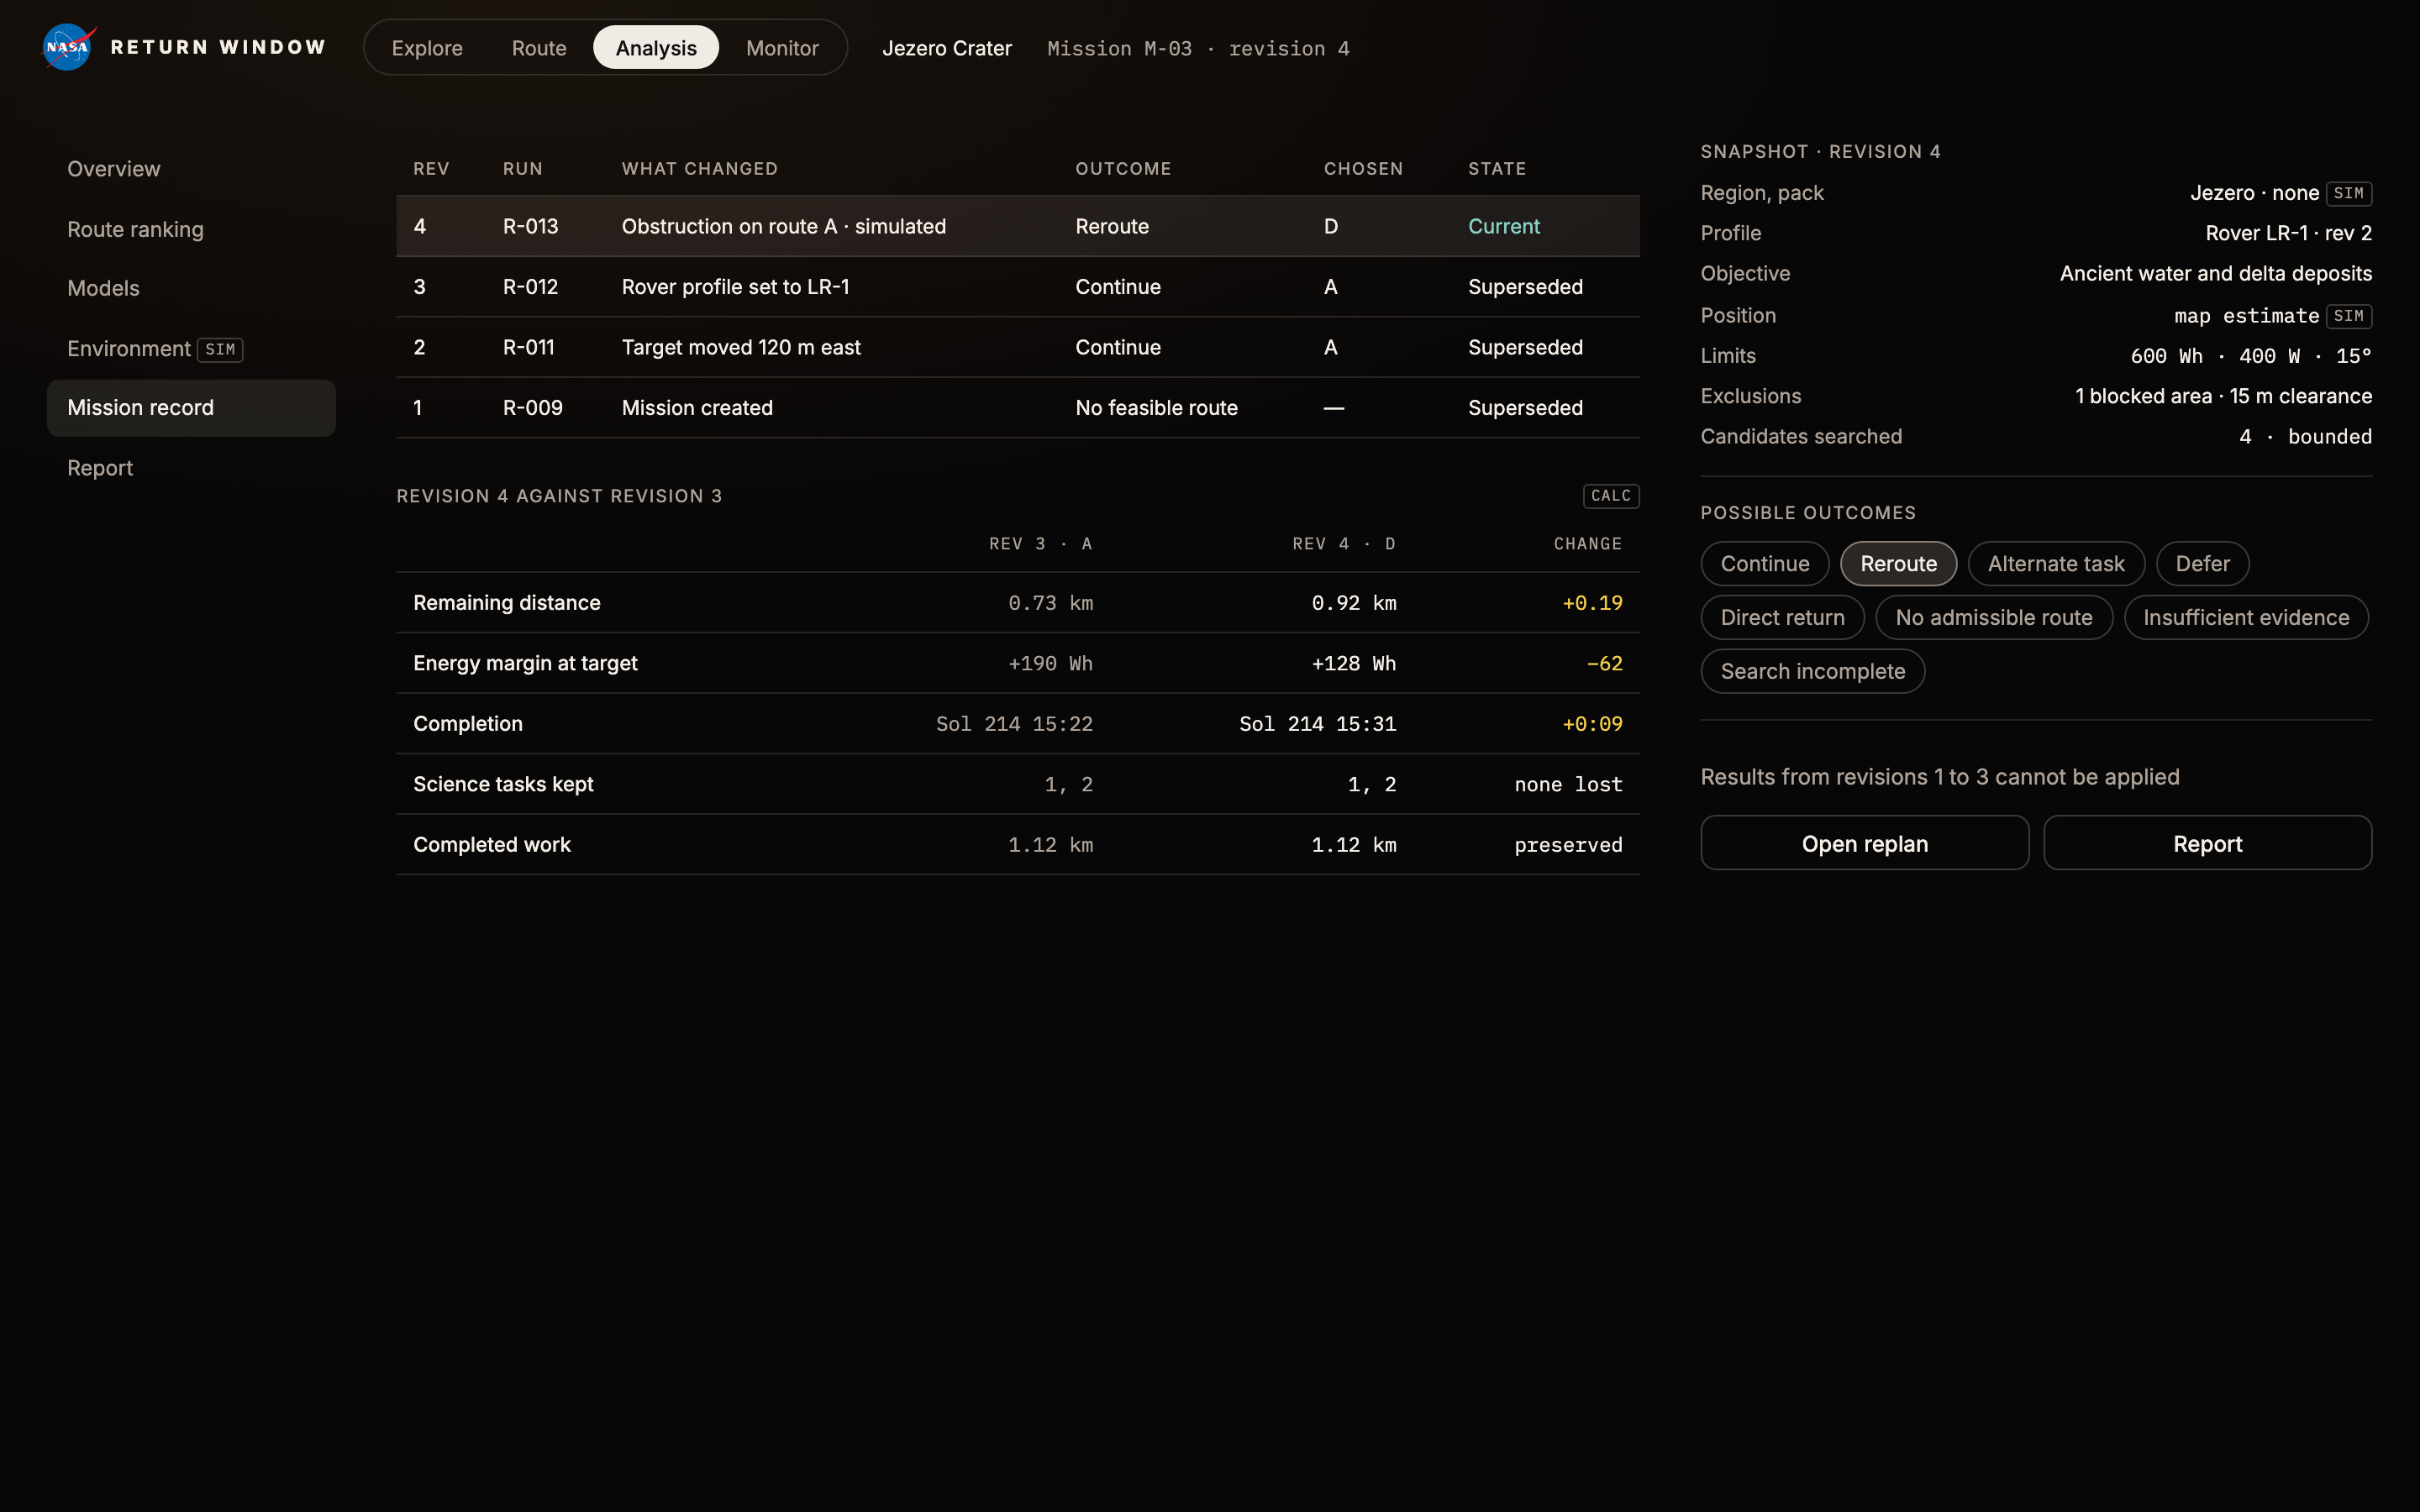 NASA RETURN WINDOW Explore Route Analysis Monitor Jezero Crater Mission M-03 · revision 4
Overview
Route ranking
Models
Environment SIM
Mission record
Report
REV RUN WHAT CHANGED OUTCOME CHOSEN STATE
4 R-013 Obstruction on route A · simulated Reroute D Current
3 R-012 Rover profile set to LR-1 Continue A Superseded
2 R-011 Target moved 120 m east Continue A Superseded
1 R-009 Mission created No feasible route — Superseded
REVISION 4 AGAINST REVISION 3 CALC
REV 3 · A REV 4 · D CHANGE
Remaining distance 0.73 km 0.92 km +0.19
Energy margin at target +190 Wh +128 Wh −62
Completion Sol 214 15:22 Sol 214 15:31 +0:09
Science tasks kept 1, 2 1, 2 none lost
Completed work 1.12 km 1.12 km preserved
SNAPSHOT · REVISION 4
Region, pack Jezero · none SIM
Profile Rover LR-1 · rev 2
Objective Ancient water and delta deposits
Position map estimate SIM
Limits 600 Wh · 400 W · 15°
Exclusions 1 blocked area · 15 m clearance
Candidates searched 4 · bounded
POSSIBLE OUTCOMES
Continue Reroute Alternate task Defer
Direct return No admissible route Insufficient evidence
Search incomplete
Results from revisions 1 to 3 cannot be applied
Open replan Report